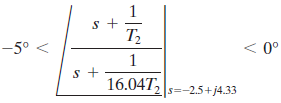 -5° < ∠ (s + 1/T₂) / (s + 1/(16.04T₂)) |s=-2.5+j4.33 < 0°